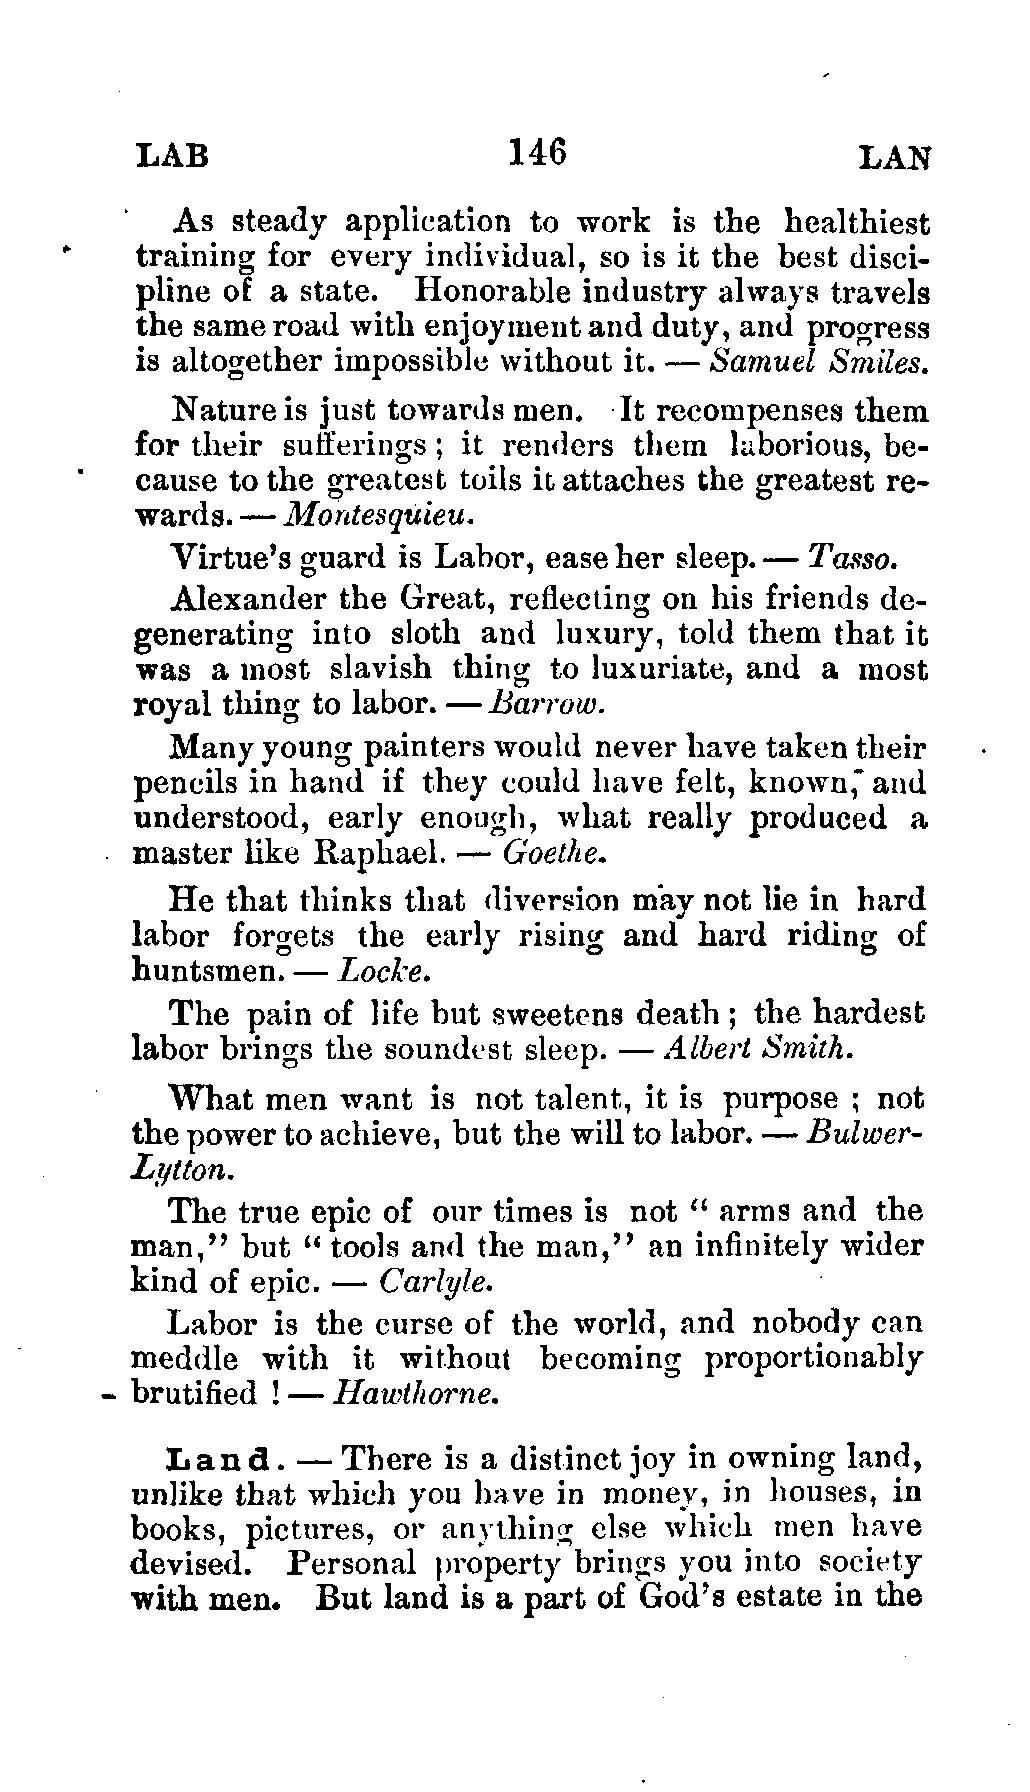 LAB 146 LAN
As steady application to work is the healthiest
training for every individual, so is it the best disci-
pline of a state. Honorable industry always travels
the same road with enjoyment and duty, and progress
is altogether impossible without it. — Samuel Smiles.
Nature is just towards men. It recompenses them
for their sufferings; it renders them laborious, be-
cause to the greatest toils it attaches the greatest re-
wards. — Montesquieu.
Virtue's guard is Labor, ease her sleep. — Tasso.
Alexander the Great, reflecting on his friends de-
generating into sloth and luxury, told them that it
was a most slavish thing to luxuriate, and a most
royal thing to labor. — Barrow.
Many young painters would never have taken their
pencils in hand if they could have felt, known, and
understood, early enough, what really produced a
master like Raphael. — Goethe.
He that thinks that diversion may not lie in hard
labor forgets the early rising and hard riding of
huntsmen. — Locke.
The pain of life but sweetens death; the hardest
labor brings the soundest sleep. — Albert Smith.
What men want is not talent, it is purpose; not
the power to achieve, but the will to labor. — Bulwer-
Lytton.
The true epic of our times is not "arms and the
man," but "tools and the man," an infinitely wider
kind of epic. — Carlyle.
Labor is the curse of the world, and nobody can
meddle with it without becoming proportionably
brutified! — Hawthorne.
Land. — There is a distinct joy in owning land,
unlike that which you have in money, in houses, in
books, pictures, or anything else which men have
devised. Personal property brings you into society
with men. But land is a part of God's estate in the